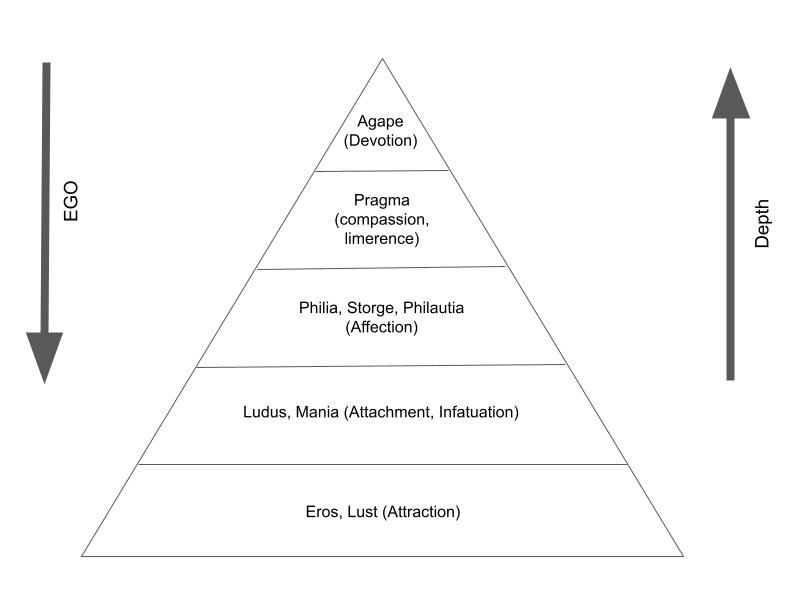 Agape
(Devotion)
EGO
Pragma
(compassion,
limerence)
Depth
Philia, Storge, Philautia
(Affection)
Ludus, Mania (Attachment, Infatuation)
Eros, Lust (Attraction)